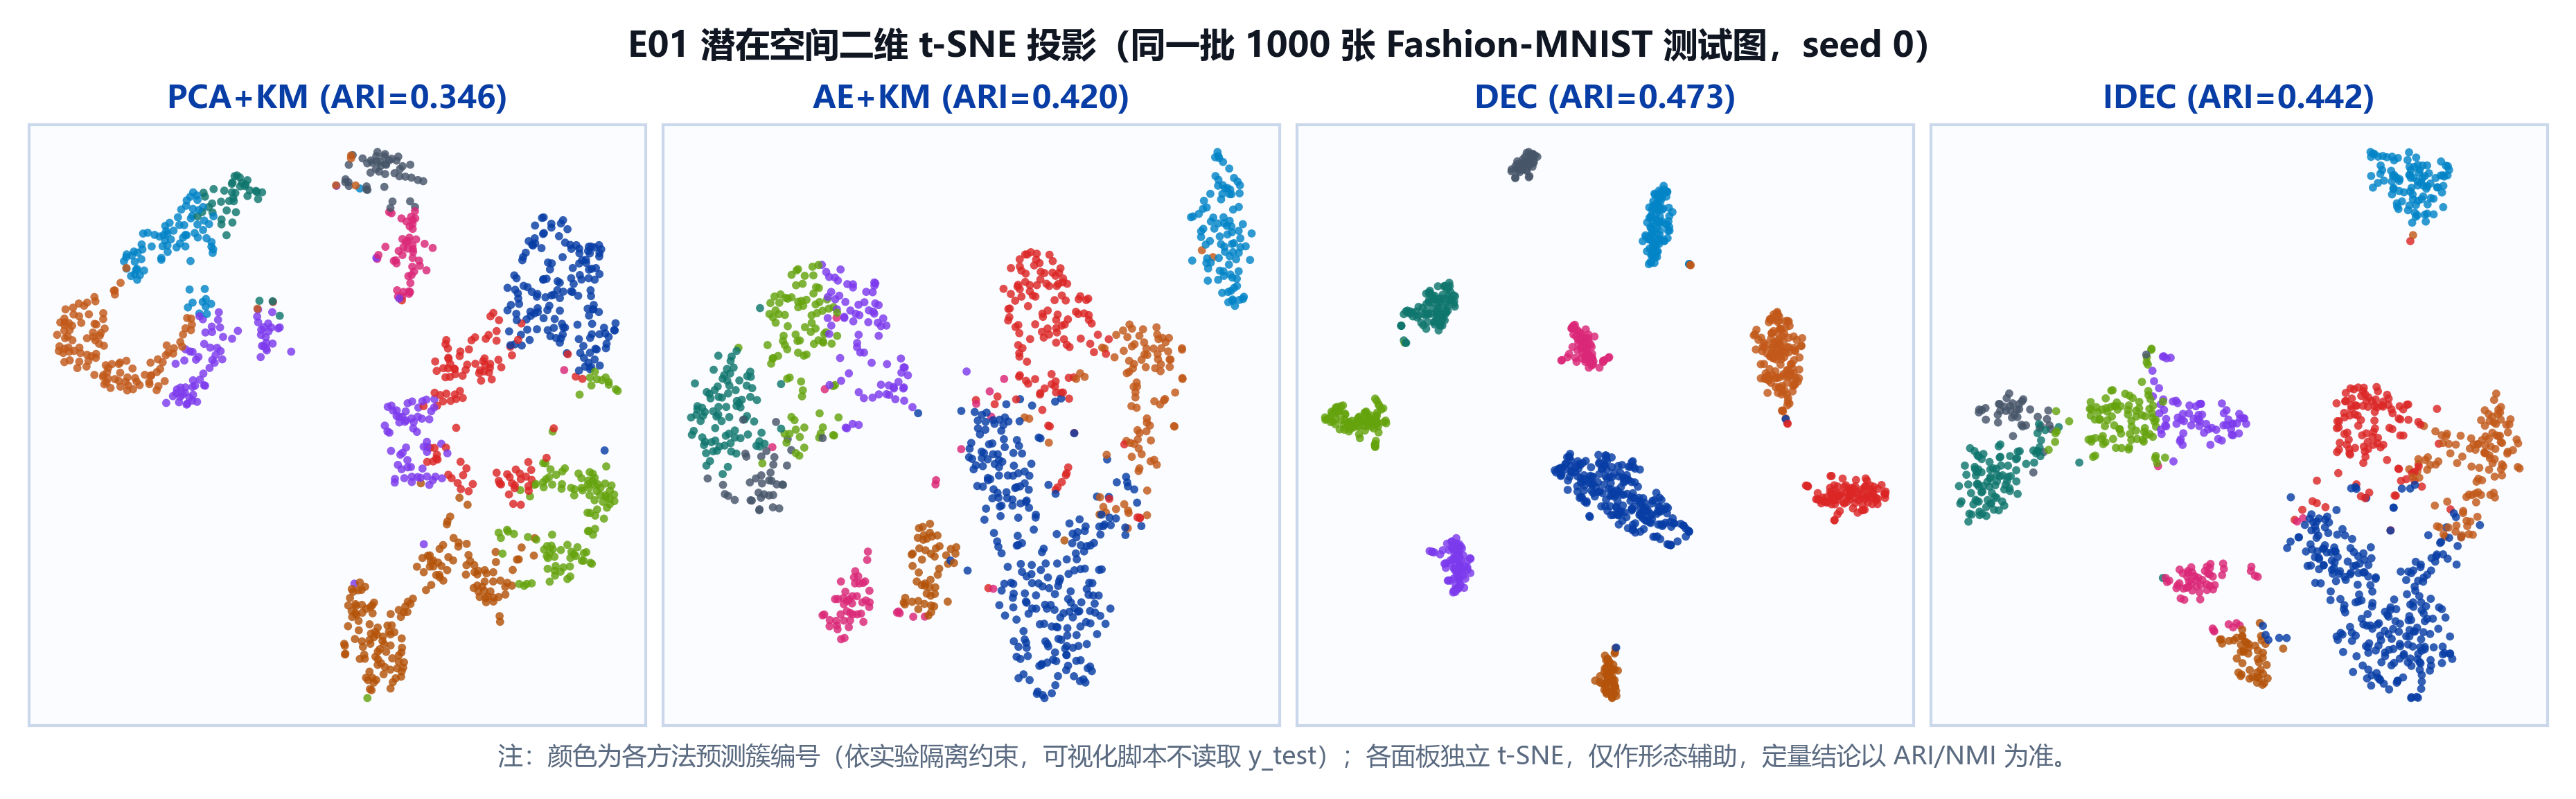 E01 潜在空间二维 t-SNE 投影（同一批 1000 张 Fashion-MNIST 测试图，seed 0）
PCA+KM (ARI=0.346)
AE+KM (ARI=0.420)
DEC (ARI=0.473)
IDEC (ARI=0.442)
注：颜色为各方法预测簇编号（依实验隔离约束，可视化脚本不读取 y_test）；各面板独立 t-SNE，仅作形态辅助，定量结论以 ARI/NMI 为准。